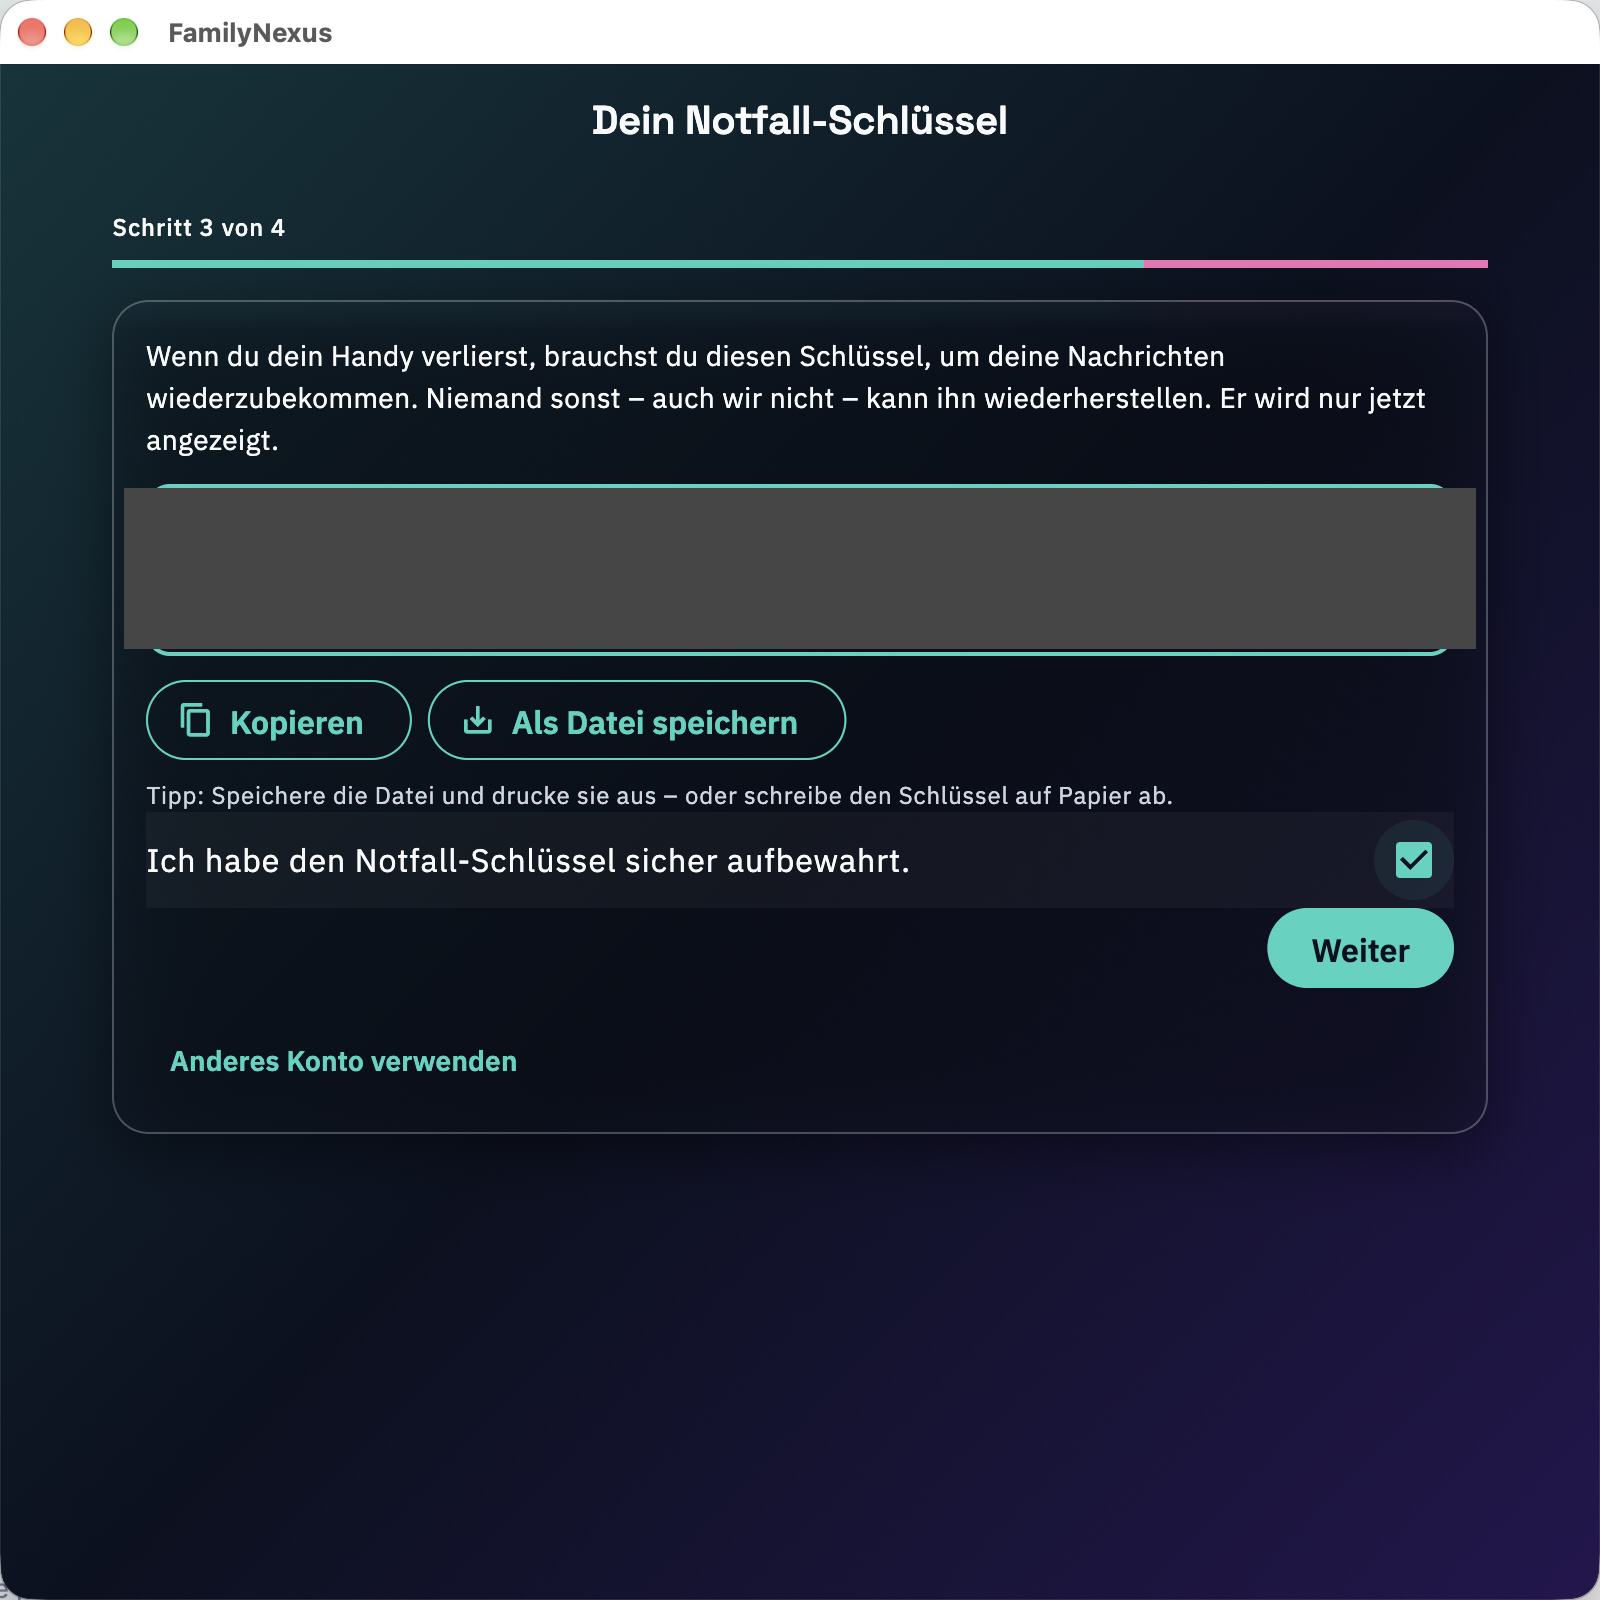 FamilyNexus
Dein Notfall-Schlüssel
Schritt 3 von 4
Wenn du dein Handy verlierst, brauchst du diesen Schlüssel, um deine Nachrichten
wiederzubekommen. Niemand sonst – auch wir nicht – kann ihn wiederherstellen. Er wird nur jetzt
angezeigt.
Kopieren
Als Datei speichern
Tipp: Speichere die Datei und drucke sie aus – oder schreibe den Schlüssel auf Papier ab.
Ich habe den Notfall-Schlüssel sicher aufbewahrt.
Weiter
Anderes Konto verwenden